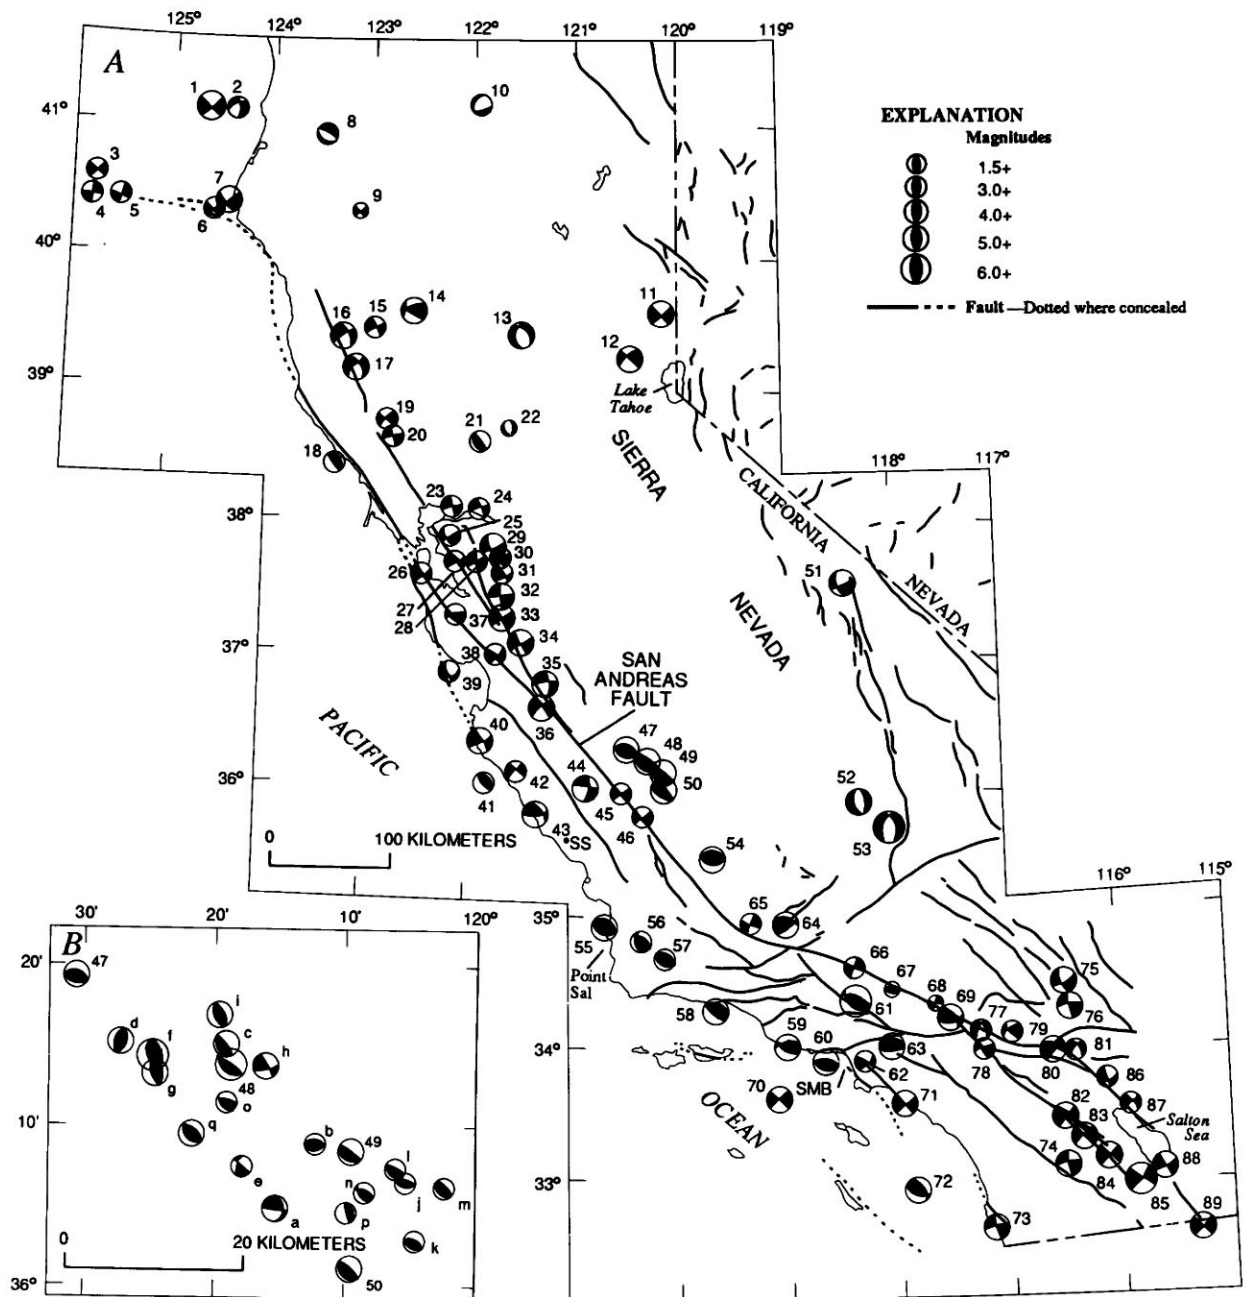 125° 124° 123° 122° 121° 120° 119°
A
41°
40°
39°
38°
37°
36°
1 2 3 4 5 6 7 8 9 10
11 12 13 14 15 16 17 18 19 20
21 22 23 24 25 26 27 28 29 30
31 32 33 34 35 36 37 38 39 40
41 42 43 44 45 46 47 48 49 50
51 52 53 54 55 56 57 58 59 60
61 62 63 64 65 66 67 68 69 70
71 72 73 74 75 76 77 78 79 80
81 82 83 84 85 86 87 88 89
EXPLANATION
Magnitudes
1.5+
3.0+
4.0+
5.0+
6.0+
Fault—Dotted where concealed
Lake
Tahoe
SIERRA
NEVADA
CALIFORNIA
NEVADA
118° 117°
SAN
ANDREAS
FAULT
PACIFIC
OCEAN
SS
0 100 KILOMETERS
116° 115°
35°
34°
33°
Point
Sal
SMB
Salton
Sea
B
30' 20' 10' 120°
20'
10'
36°
47
i
d f c
h
g
48
o
q b 49 l
e n j m
a p
k
50
0 20 KILOMETERS